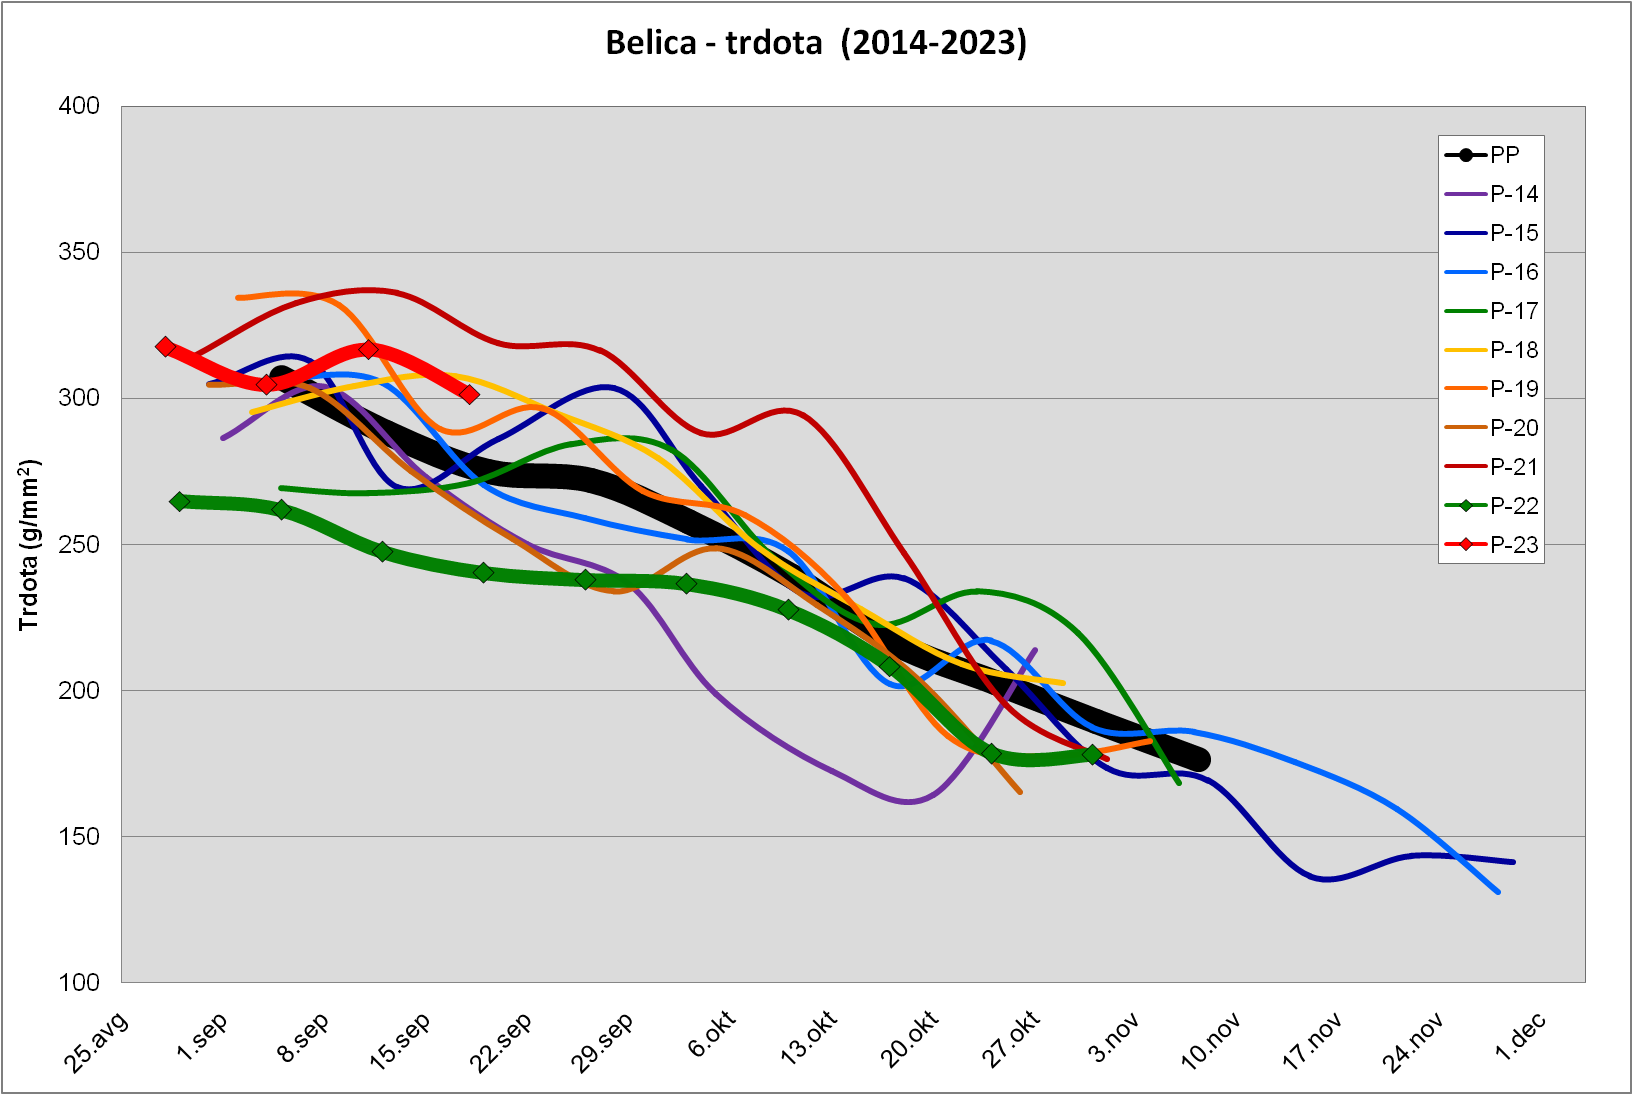 Belica - trdota  (2014-2023)
Trdota (g/mm²)
400
350
300
250
200
150
100
25.avg
1.sep
8.sep
15.sep
22.sep
29.sep
6.okt
13.okt
20.okt
27.okt
3.nov
10.nov
17.nov
24.nov
1.dec
PP
P-14
P-15
P-16
P-17
P-18
P-19
P-20
P-21
P-22
P-23